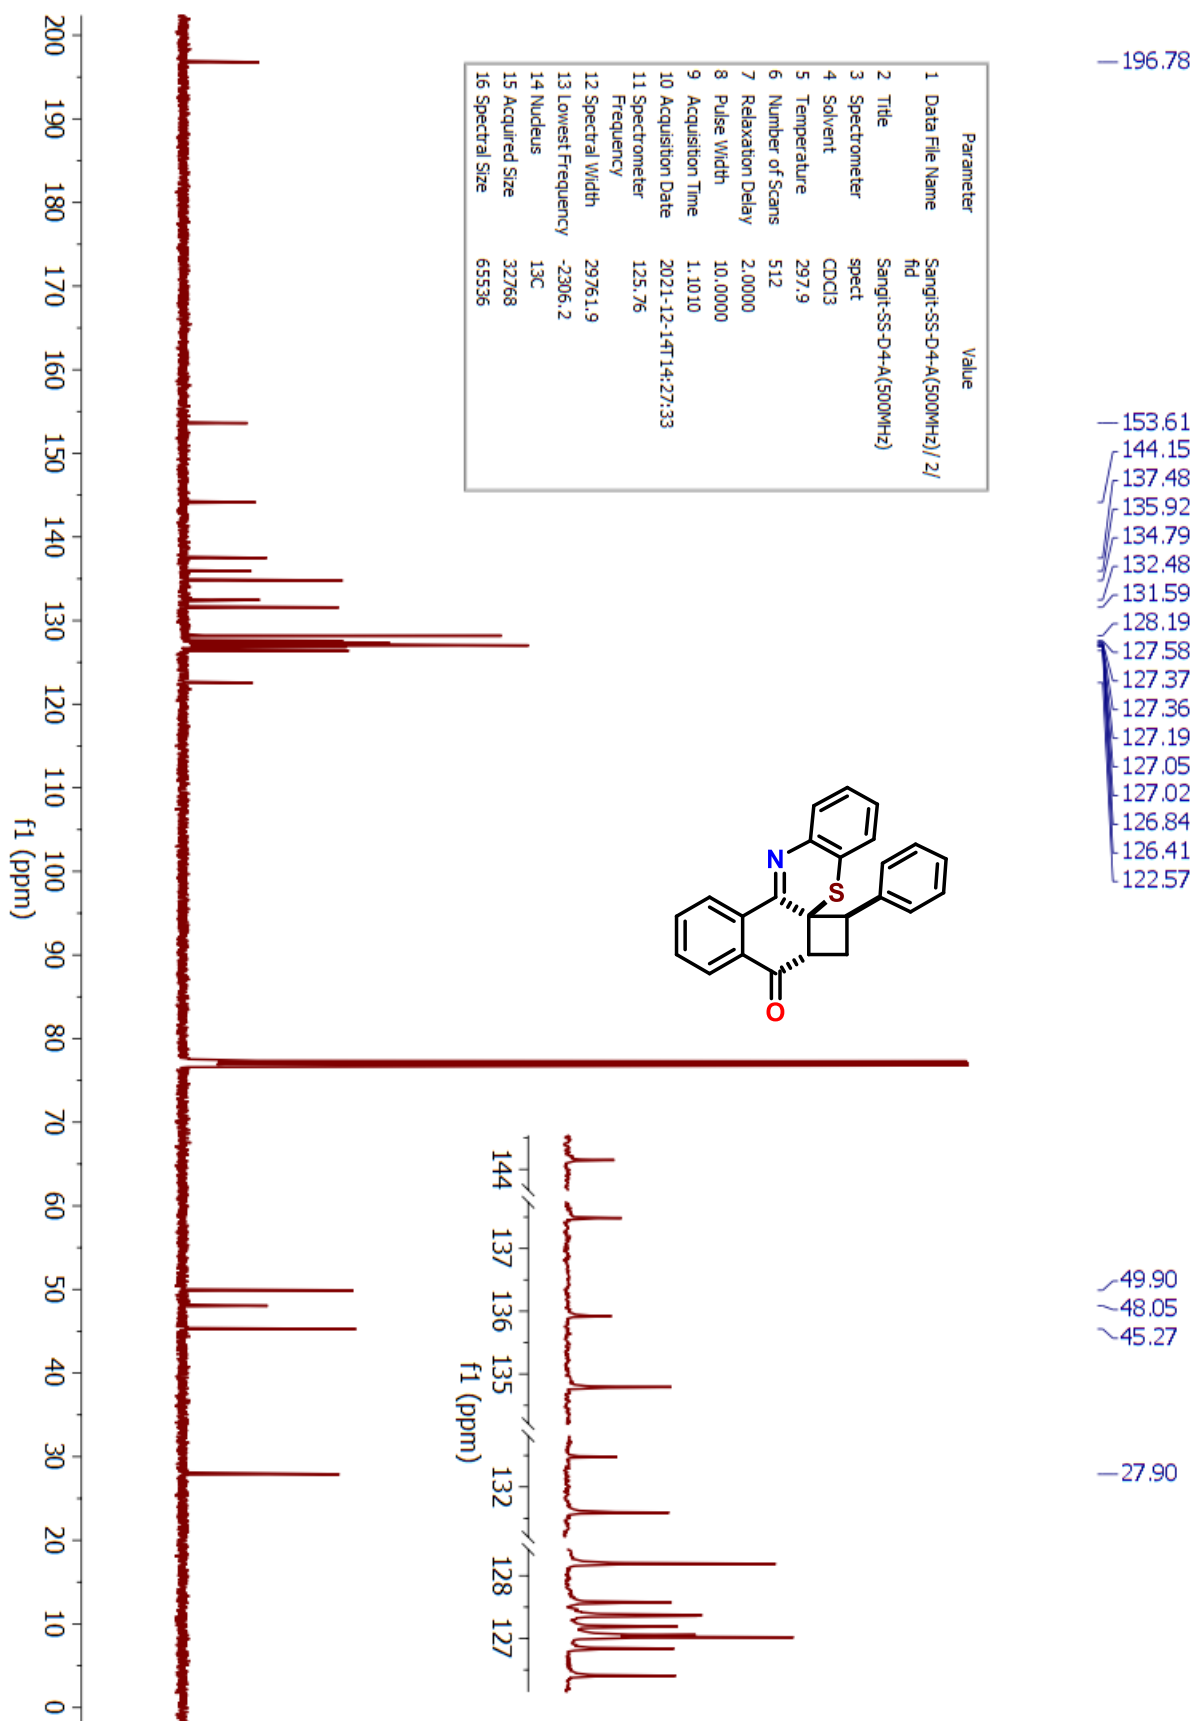 196.78
153.61
144.15
137.48
135.92
134.79
132.48
131.59
128.19
127.58
127.37
127.36
127.19
127.05
127.02
126.84
126.41
122.57
49.90
48.05
45.27
27.90
Parameter Value
1 Data File Name Sangit-SS-D4-A(500MHz)/ 2/
fid
2 Title Sangit-SS-D4-A(500MHz)
3 Spectrometer spect
4 Solvent CDCl3
5 Temperature 297.9
6 Number of Scans 512
7 Relaxation Delay 2.0000
8 Pulse Width 10.0000
9 Acquisition Time 1.1010
10 Acquisition Date 2021-12-14T14:27:33
11 Spectrometer 125.76
Frequency
12 Spectral Width 29761.9
13 Lowest Frequency -2306.2
14 Nucleus 13C
15 Acquired Size 32768
16 Spectral Size 65536
N
S
O
144 137 136 135 132 128 127
f1 (ppm)
200 190 180 170 160 150 140 130 120 110 100 90 80 70 60 50 40 30 20 10 0
f1 (ppm)